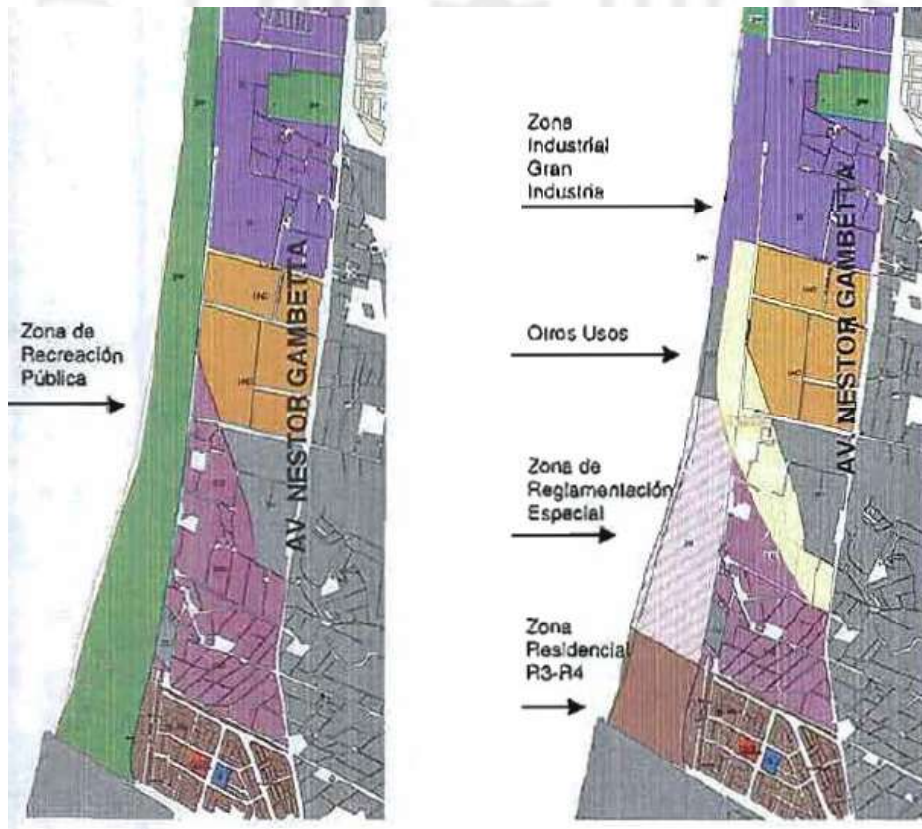 Zona de
Recreación
Pública
AV. NESTOR GAMBETTA
Zona
Industrial
Gran
Industria
Otros Usos
Zona de
Reglamentación
Espacial
Zona
Residencial
R3-R4
AV. NESTOR GAMBETTA